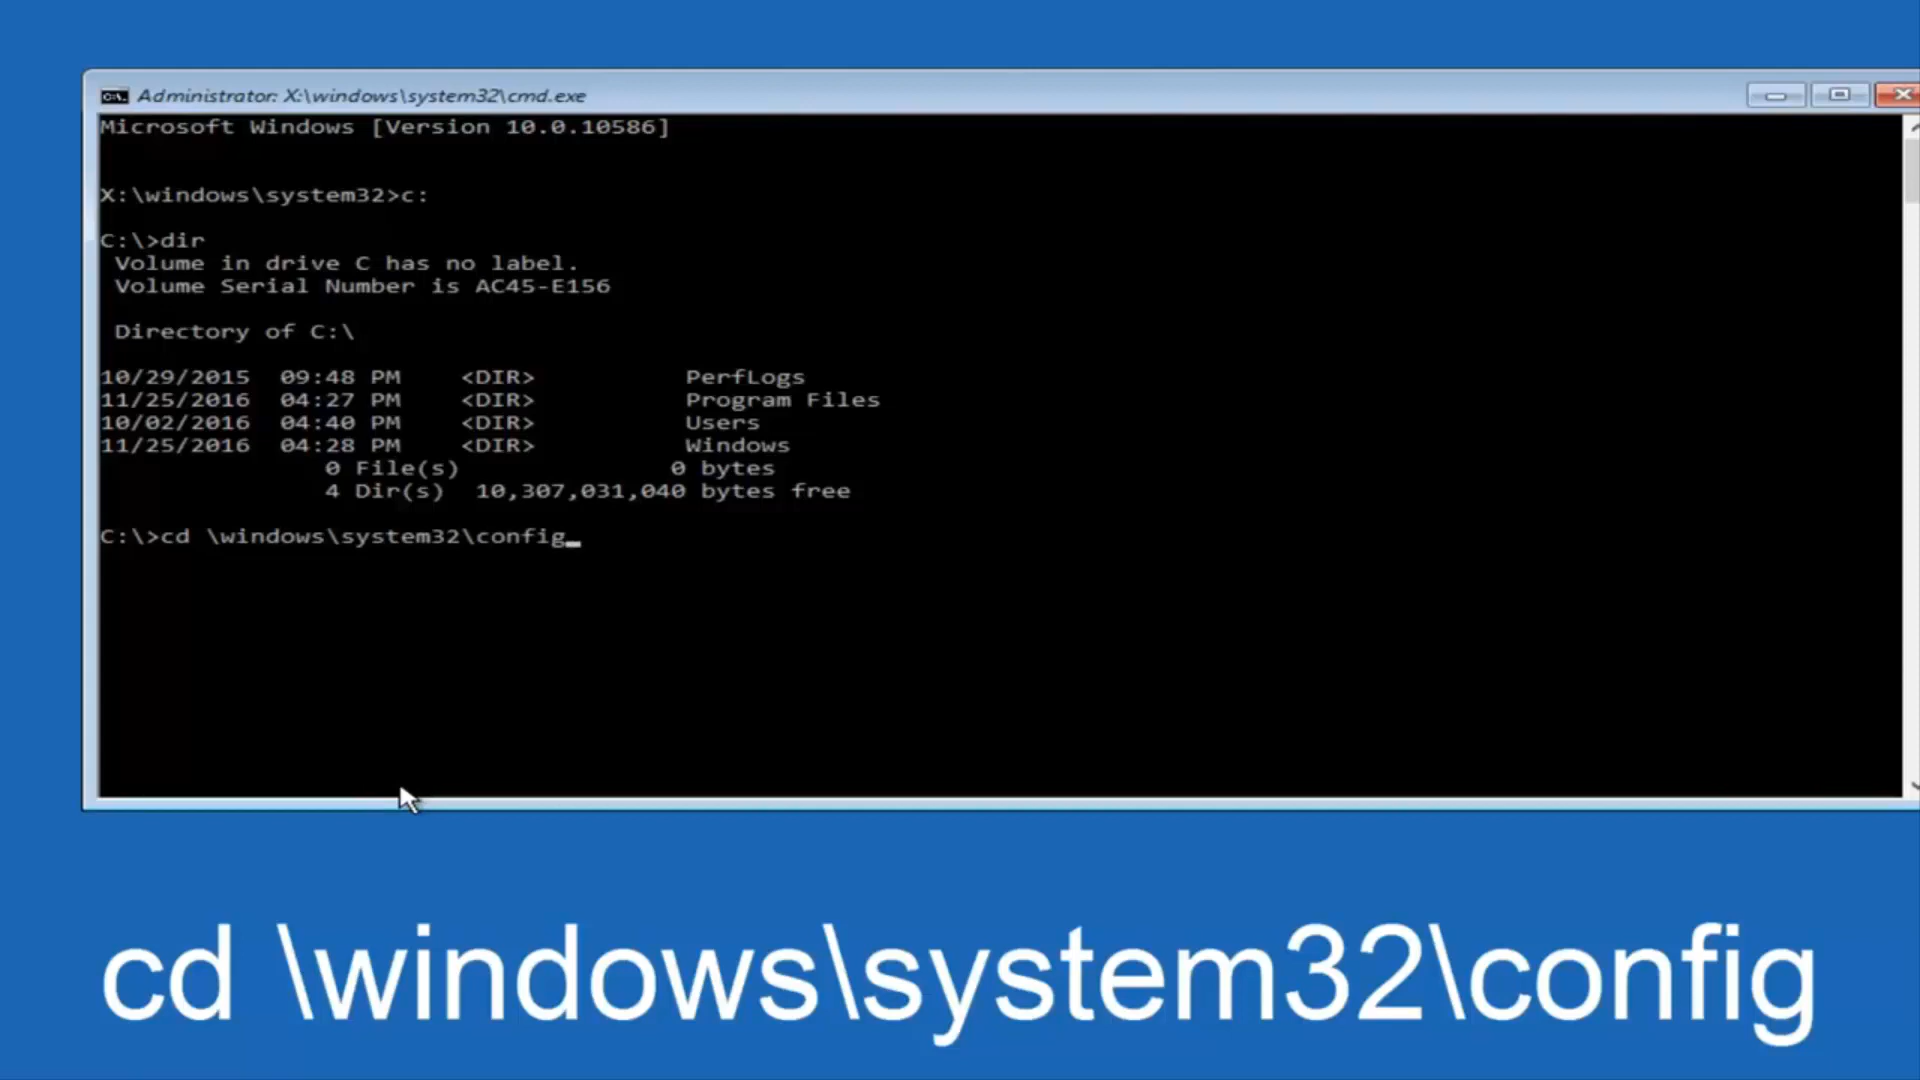 Administrator: X:\windows\system32\cmd.exe
Microsoft Windows [Version 10.0.10586]
X:\windows\system32>c:
C:\>dir
Volume in drive C has no label.
Volume Serial Number is AC45-E156
Directory of C:\
10/29/2015 09:48 PM <DIR> PerfLogs
11/25/2016 04:27 PM <DIR> Program Files
10/02/2016 04:40 PM <DIR> Users
11/25/2016 04:28 PM <DIR> Windows
0 File(s) 0 bytes
4 Dir(s) 10,307,031,040 bytes free
C:\>cd \windows\system32\config_
cd \windows\system32\config